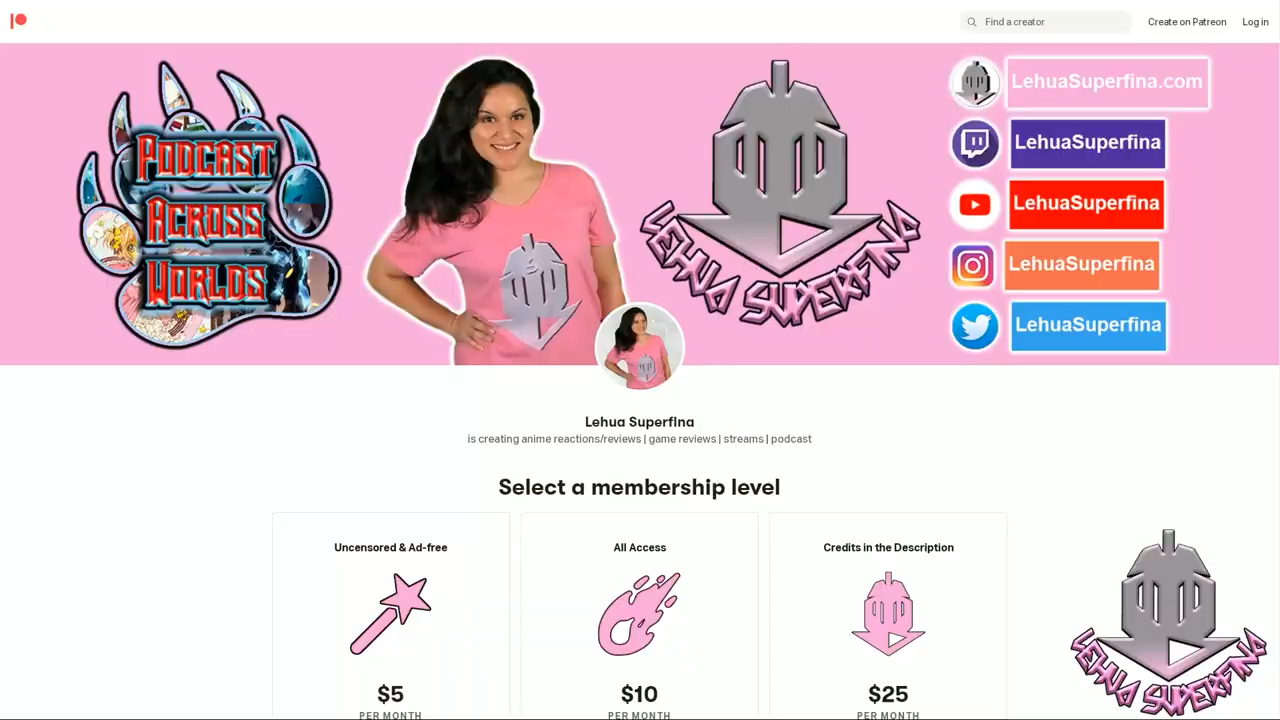 Find a creator
Create on Patreon
Log in
PODCAST
ACROSS
WORLDS
LEHUA SUPERFINA
LehuaSuperfina.com
LehuaSuperfina
LehuaSuperfina
LehuaSuperfina
LehuaSuperfina
Lehua Superfina
is creating anime reactions/reviews | game reviews | streams | podcast
Select a membership level
Uncensored & Ad-free
$5
PER MONTH
All Access
$10
PER MONTH
Credits in the Description
$25
PER MONTH
LEHUA SUPERFINA